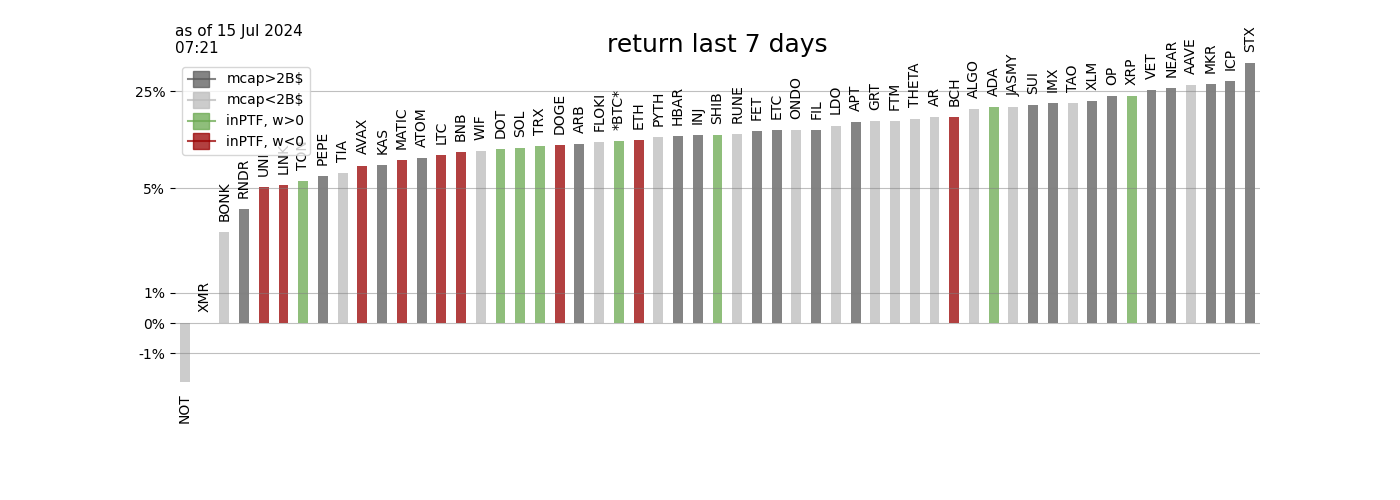 as of 15 Jul 2024
07:21
return last 7 days
mcap>2B$
mcap<2B$
inPTF, w>0
inPTF, w<0
25%
5%
1%
0%
-1%
NOT
XMR
BONK
RNDR
UNI
LINK
TON
PEPE
TIA
AVAX
KAS
MATIC
ATOM
LTC
BNB
WIF
DOT
SOL
TRX
DOGE
ARB
FLOKI
*BTC*
ETH
PYTH
HBAR
INJ
SHIB
RUNE
FET
ETC
ONDO
FIL
LDO
APT
GRT
FTM
THETA
AR
BCH
ALGO
ADA
JASMY
SUI
IMX
TAO
XLM
OP
XRP
VET
NEAR
AAVE
MKR
ICP
STX